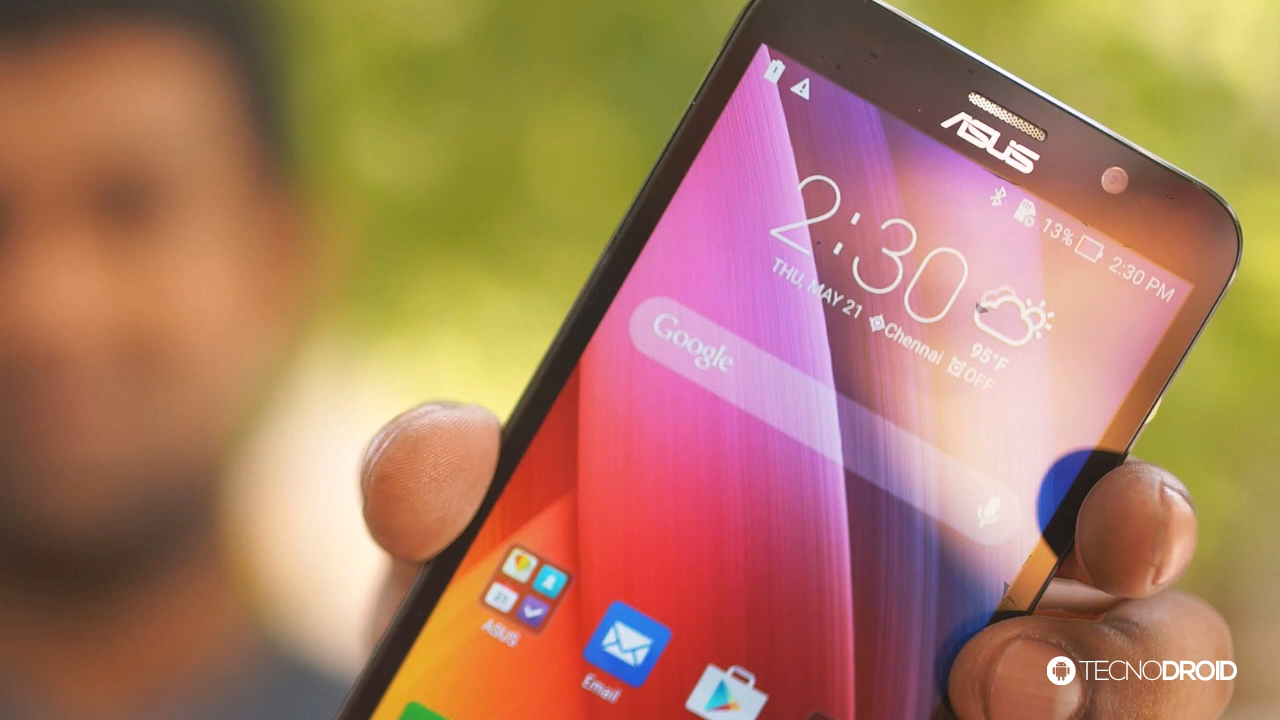 ASUS
13%
2:30 PM
2:30
THU, MAY 21
Chennai
OFF
95°F
Google
ASUS
Email
TECNODROID